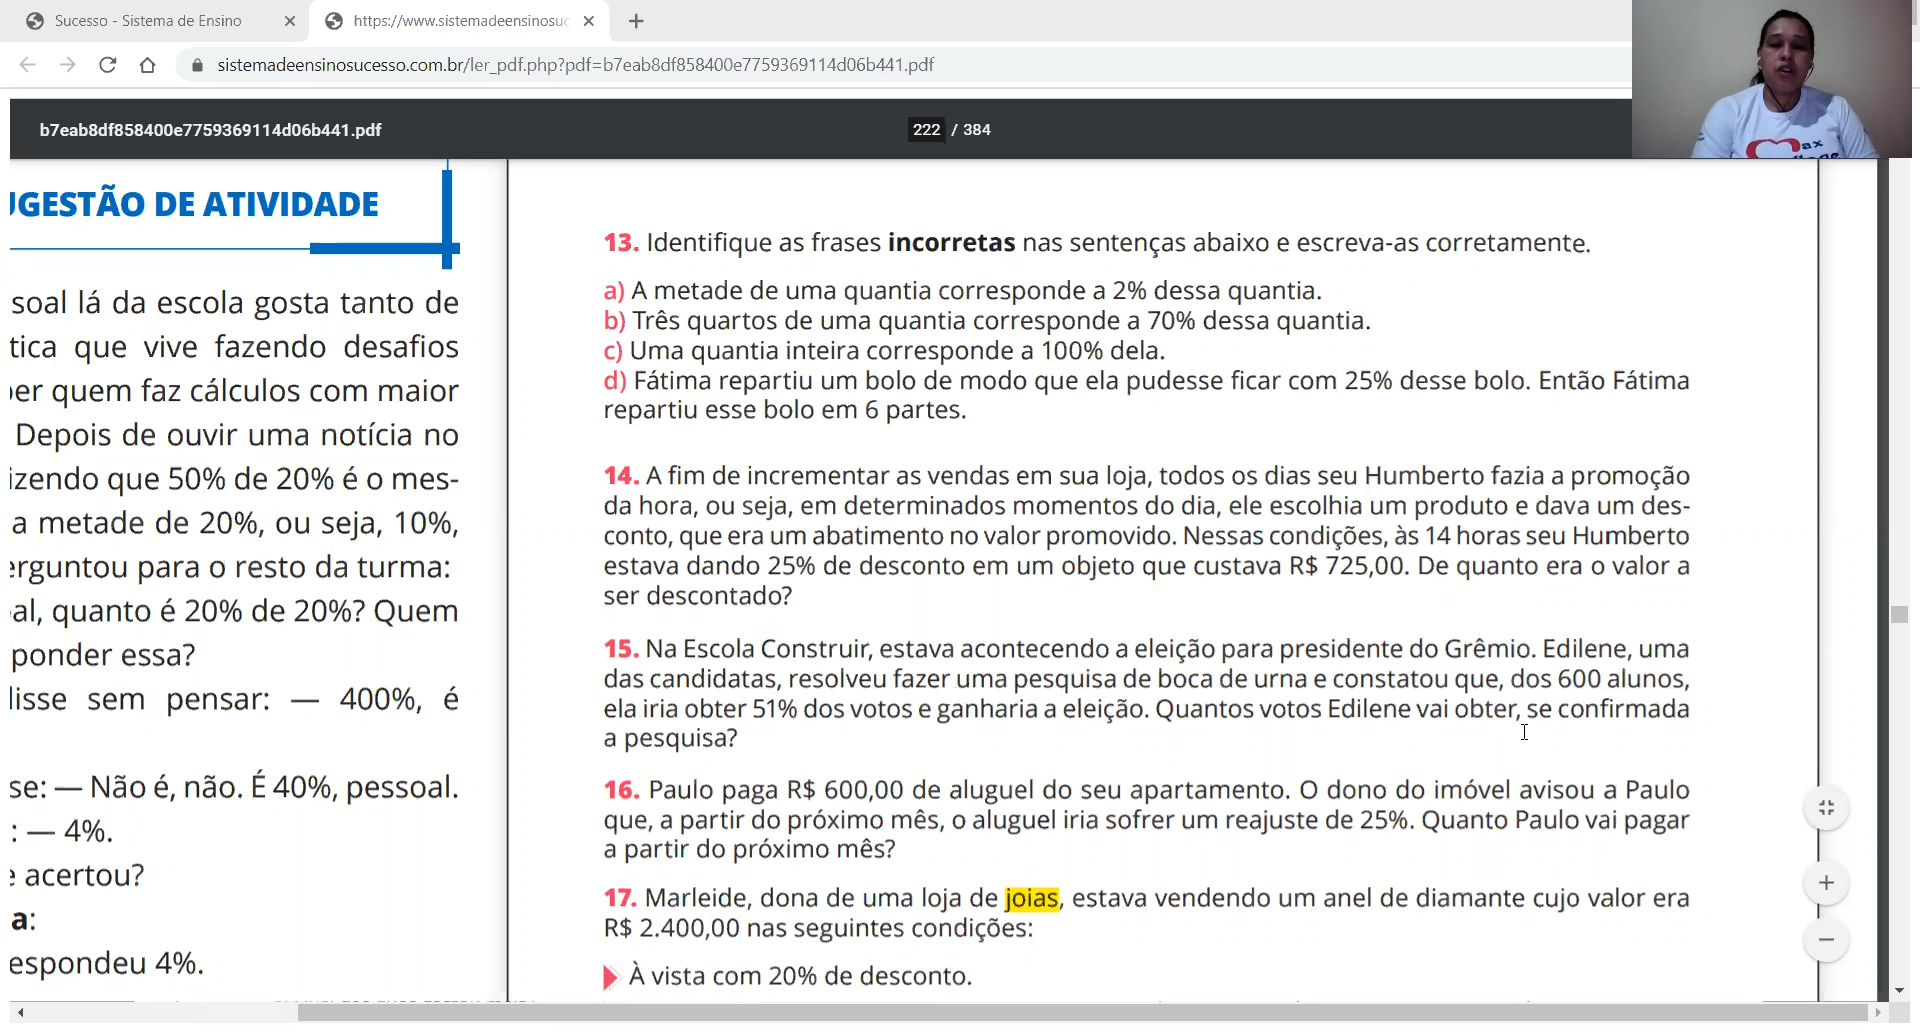 Sucesso - Sistema de Ensino
https://www.sistemadeensinosuc
sistemadeensinosucesso.com.br/ler_pdf.php?pdf=b7eab8df858400e7759369114d06b441.pdf
b7eab8df858400e7759369114d06b441.pdf
222 / 384
UGESTÃO DE ATIVIDADE
soal lá da escola gosta tanto de
tica que vive fazendo desafios
er quem faz cálculos com maior
Depois de ouvir uma notícia no
izendo que 50% de 20% é o mes-
a metade de 20%, ou seja, 10%,
erguntou para o resto da turma:
al, quanto é 20% de 20%? Quem
ponder essa?
lisse sem pensar: — 400%, é
se: — Não é, não. É 40%, pessoal.
: — 4%.
e acertou?
a:
espondeu 4%.
13. Identifique as frases incorretas nas sentenças abaixo e escreva-as corretamente.
a) A metade de uma quantia corresponde a 2% dessa quantia.
b) Três quartos de uma quantia corresponde a 70% dessa quantia.
c) Uma quantia inteira corresponde a 100% dela.
d) Fátima repartiu um bolo de modo que ela pudesse ficar com 25% desse bolo. Então Fátima
repartiu esse bolo em 6 partes.
14. A fim de incrementar as vendas em sua loja, todos os dias seu Humberto fazia a promoção
da hora, ou seja, em determinados momentos do dia, ele escolhia um produto e dava um des-
conto, que era um abatimento no valor promovido. Nessas condições, às 14 horas seu Humberto
estava dando 25% de desconto em um objeto que custava R$ 725,00. De quanto era o valor a
ser descontado?
15. Na Escola Construir, estava acontecendo a eleição para presidente do Grêmio. Edilene, uma
das candidatas, resolveu fazer uma pesquisa de boca de urna e constatou que, dos 600 alunos,
ela iria obter 51% dos votos e ganharia a eleição. Quantos votos Edilene vai obter, se confirmada
a pesquisa?
16. Paulo paga R$ 600,00 de aluguel do seu apartamento. O dono do imóvel avisou a Paulo
que, a partir do próximo mês, o aluguel iria sofrer um reajuste de 25%. Quanto Paulo vai pagar
a partir do próximo mês?
17. Marleide, dona de uma loja de joias, estava vendendo um anel de diamante cujo valor era
R$ 2.400,00 nas seguintes condições:
À vista com 20% de desconto.